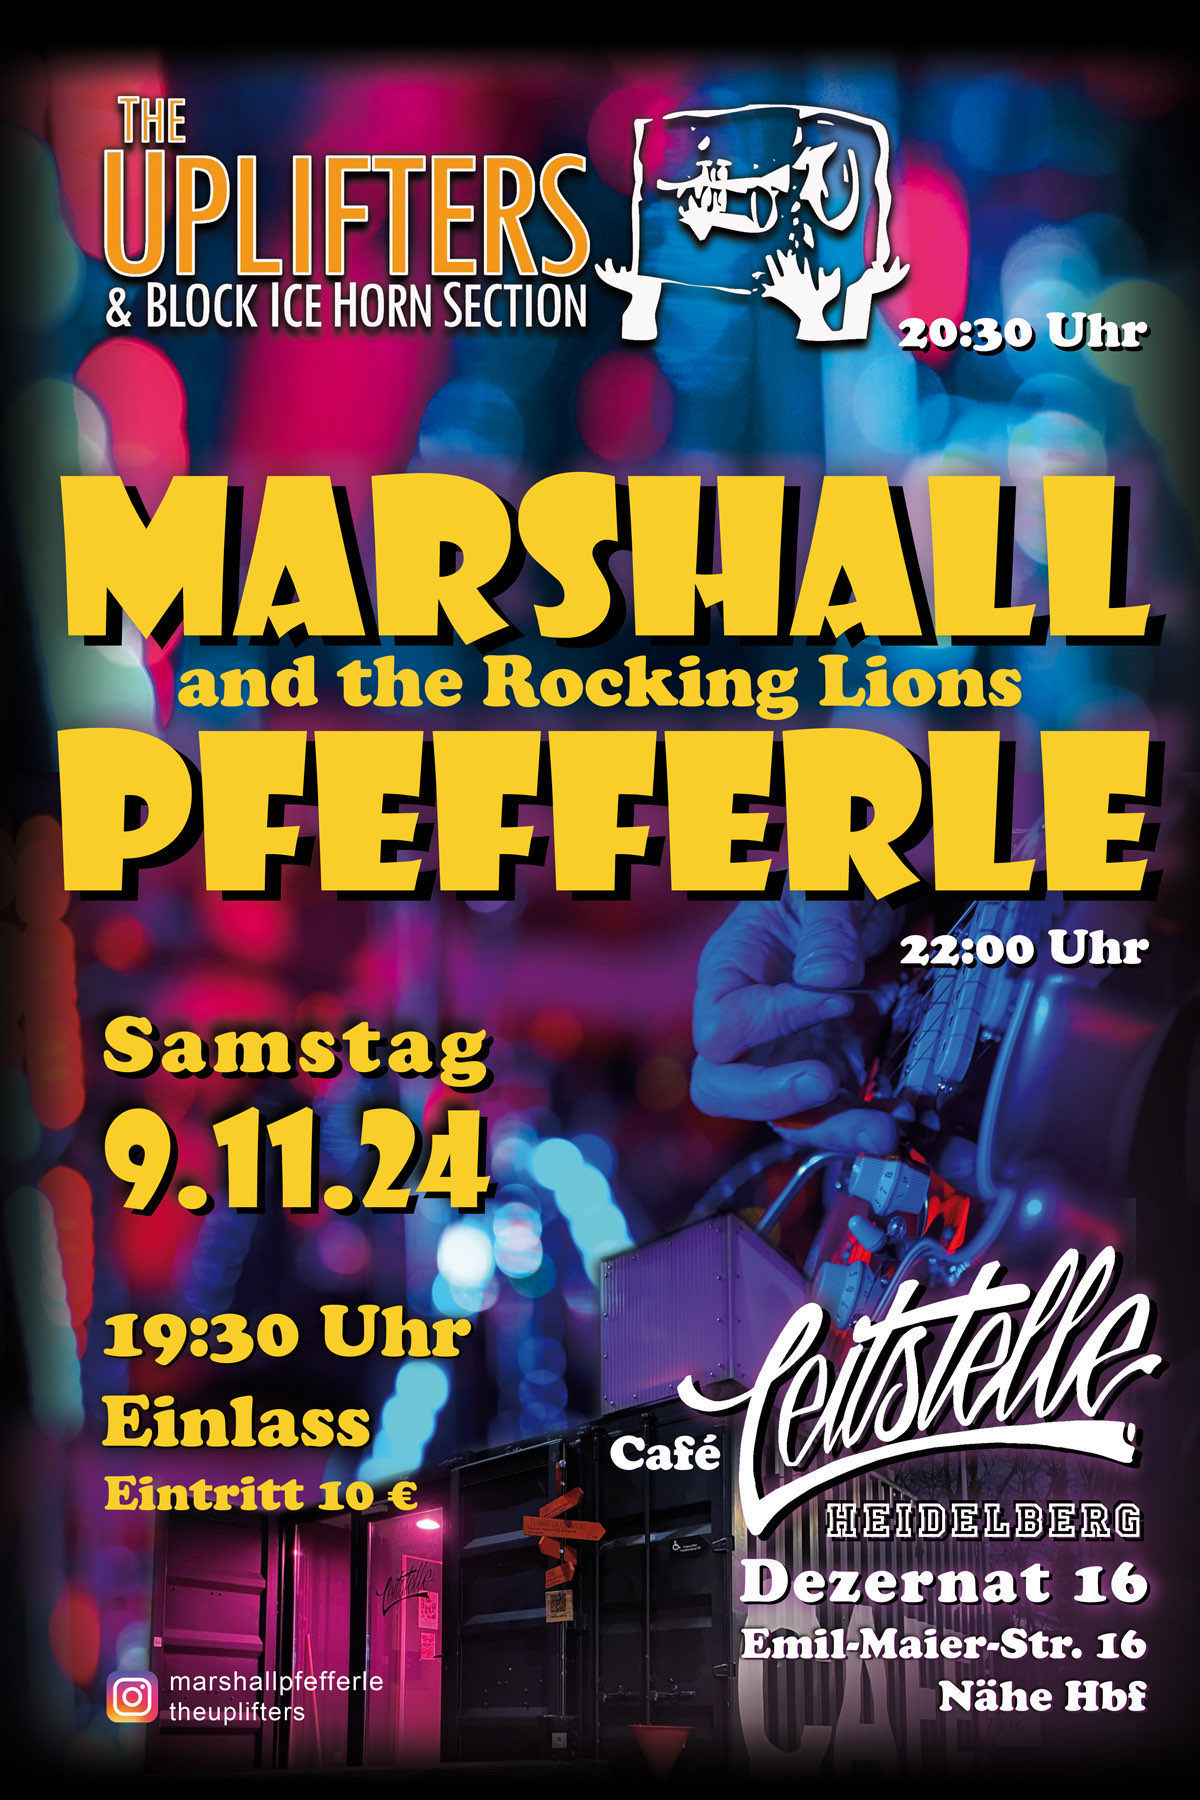 THE
UPLIFTERS
& BLOCK ICE HORN SECTION
20:30 Uhr
MARSHALL
and the Rocking Lions
PFEFFERLE
22:00 Uhr
Samstag
9.11.24
19:30 Uhr
Einlass
Eintritt 10 €
Leitstelle
Café
HEIDELBERG
Dezernat 16
Emil-Maier-Str. 16
Nähe Hbf
Leitstelle
CAFÉ
marshallpfefferle
theuplifters